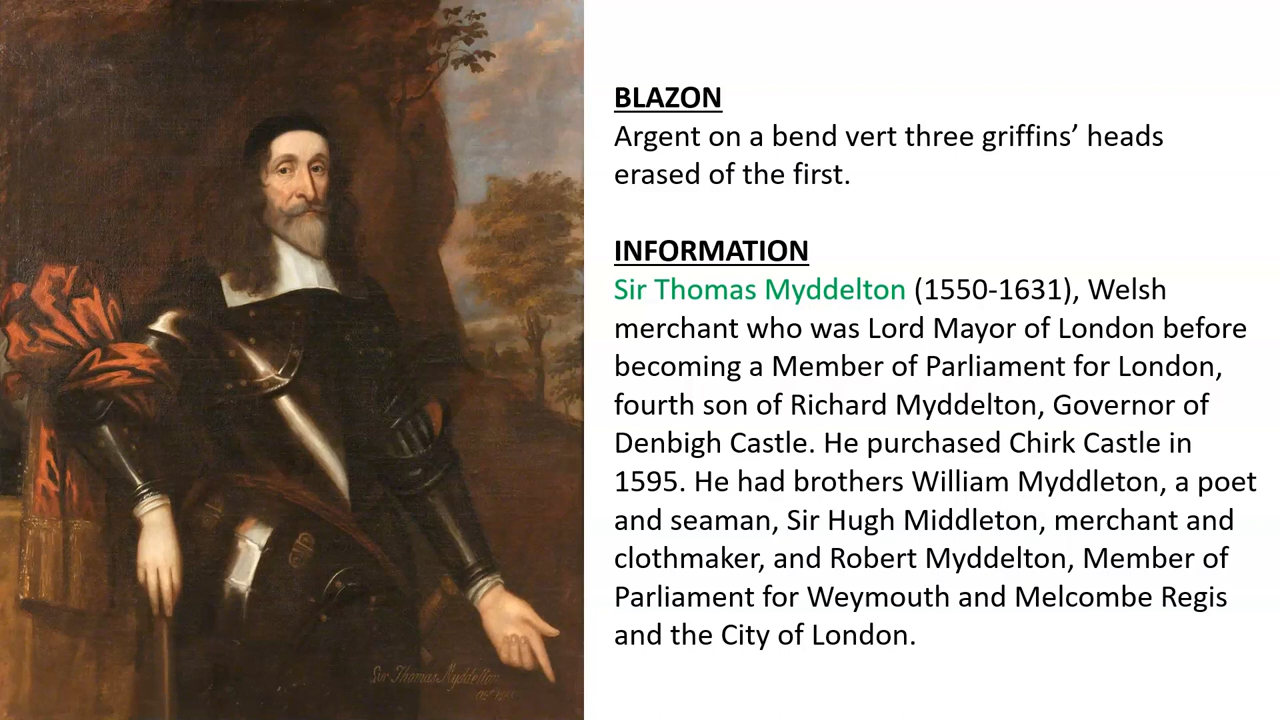 BLAZON
Argent on a bend vert three griffins’ heads
erased of the first.
INFORMATION
Sir Thomas Myddelton (1550-1631), Welsh
merchant who was Lord Mayor of London before
becoming a Member of Parliament for London,
fourth son of Richard Myddelton, Governor of
Denbigh Castle. He purchased Chirk Castle in
1595. He had brothers William Myddleton, a poet
and seaman, Sir Hugh Middleton, merchant and
clothmaker, and Robert Myddelton, Member of
Parliament for Weymouth and Melcombe Regis
and the City of London.
Sir Thomas Myddelton